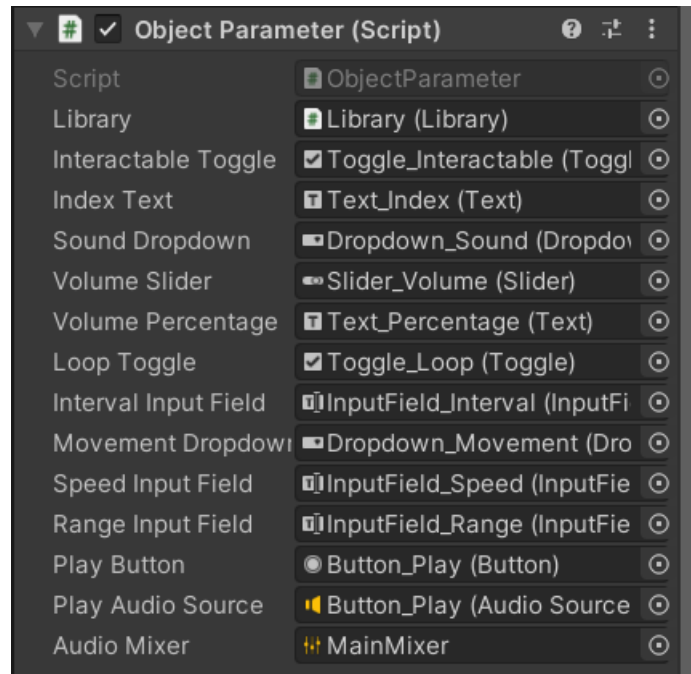 Object Parameter (Script)
Script ObjectParameter
Library Library (Library)
Interactable Toggle Toggle_Interactable (Toggl
Index Text Text_Index (Text)
Sound Dropdown Dropdown_Sound (Dropdov
Volume Slider Slider_Volume (Slider)
Volume Percentage Text_Percentage (Text)
Loop Toggle Toggle_Loop (Toggle)
Interval Input Field InputField_Interval (InputFi
Movement Dropdown Dropdown_Movement (Dro
Speed Input Field InputField_Speed (InputFie
Range Input Field InputField_Range (InputFie
Play Button Button_Play (Button)
Play Audio Source Button_Play (Audio Source
Audio Mixer MainMixer